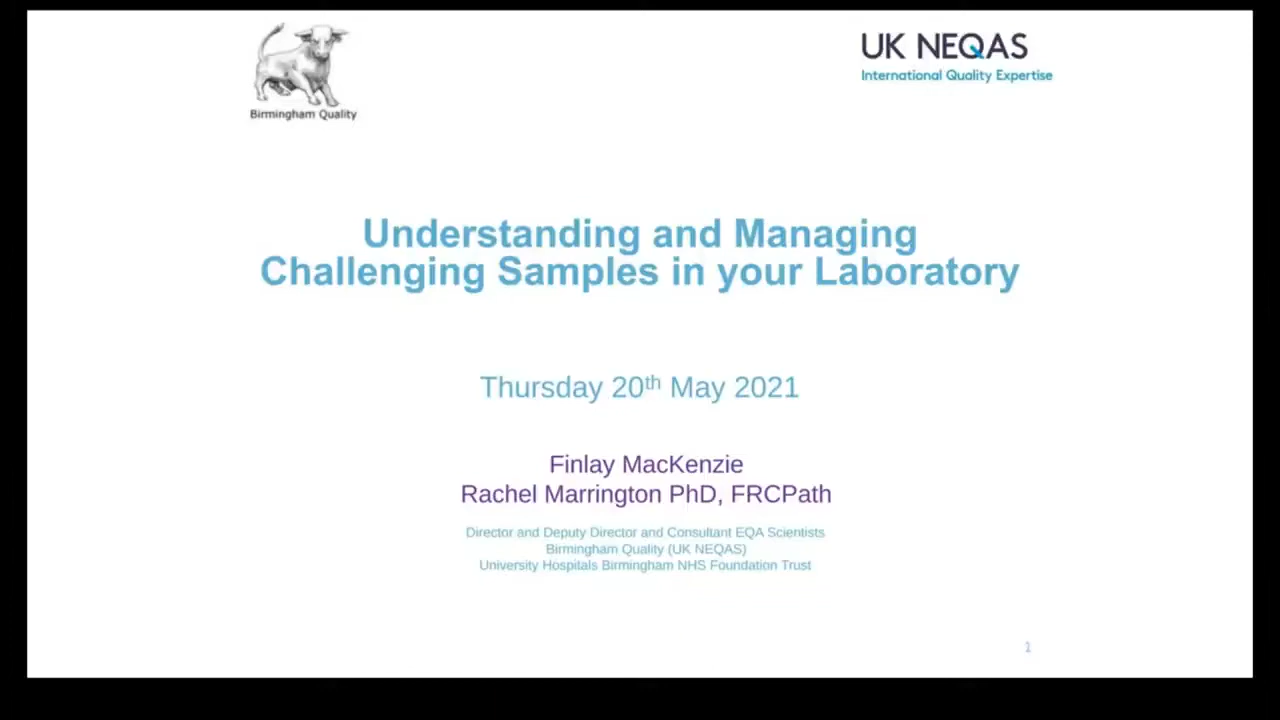 Birmingham Quality
UK NEQAS
International Quality Expertise
Understanding and Managing
Challenging Samples in your Laboratory
Thursday 20th May 2021
Finlay MacKenzie
Rachel Marrington PhD, FRCPath
Director and Deputy Director and Consultant EQA Scientists
Birmingham Quality (UK NEQAS)
University Hospitals Birmingham NHS Foundation Trust